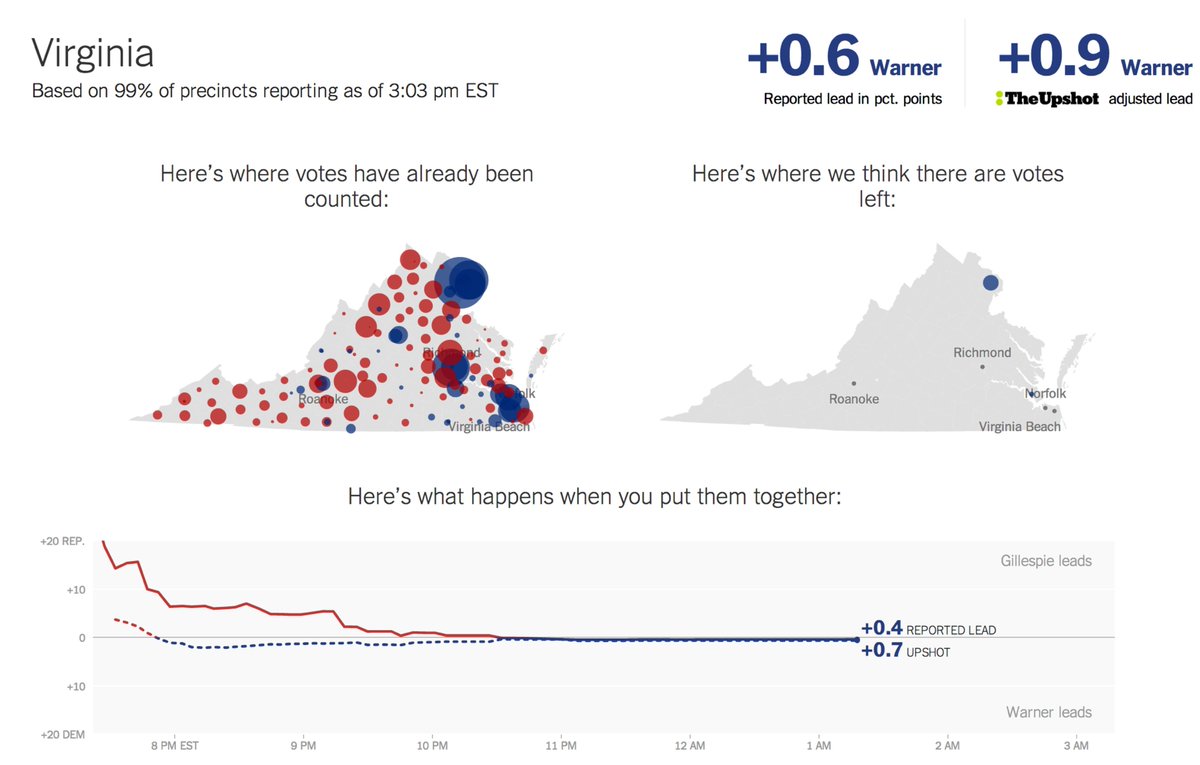 Virginia
Based on 99% of precincts reporting as of 3:03 pm EST
+0.6 Warner
Reported lead in pct. points
+0.9 Warner
TheUpshot adjusted lead
Here's where votes have already been
counted:
Richmond
Roanoke
Norfolk
Virginia Beach
Here's where we think there are votes
left:
Richmond
Roanoke
Norfolk
Virginia Beach
Here's what happens when you put them together:
+20 REP.
Gillespie leads
+10
0
+0.4 REPORTED LEAD
+0.7 UPSHOT
+10
Warner leads
+20 DEM
8 PM EST
9 PM
10 PM
11 PM
12 AM
1 AM
2 AM
3 AM